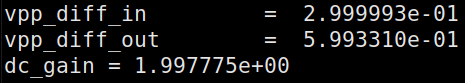 vpp_diff_in         =  2.999993e-01
vpp_diff_out        =  5.993310e-01
dc_gain = 1.997775e+00